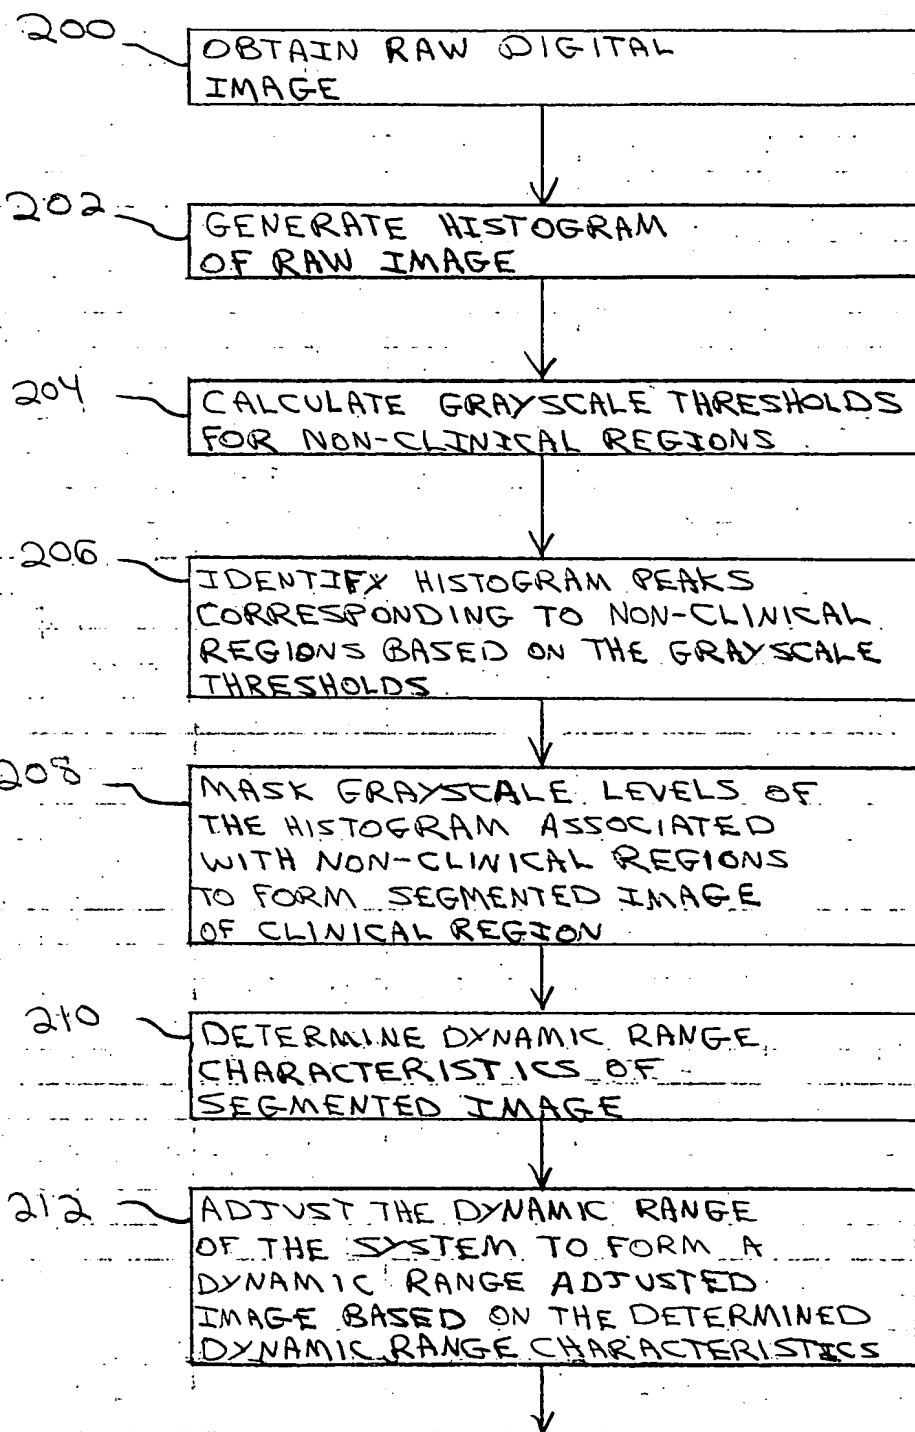 200
OBTAIN RAW DIGITAL
IMAGE
202
GENERATE HISTOGRAM
OF RAW IMAGE
204
CALCULATE GRAYSCALE THRESHOLDS
FOR NON-CLINICAL REGIONS
206
IDENTIFY HISTOGRAM PEAKS
CORRESPONDING TO NON-CLINICAL
REGIONS BASED ON THE GRAYSCALE
THRESHOLDS
208
MASK GRAYSCALE LEVELS OF
THE HISTOGRAM ASSOCIATED
WITH NON-CLINICAL REGIONS
TO FORM SEGMENTED IMAGE
OF CLINICAL REGION
210
DETERMINE DYNAMIC RANGE
CHARACTERISTICS OF
SEGMENTED IMAGE
212
ADJUST THE DYNAMIC RANGE
OF THE SYSTEM TO FORM A
DYNAMIC RANGE ADJUSTED
IMAGE BASED ON THE DETERMINED
DYNAMIC RANGE CHARACTERISTICS